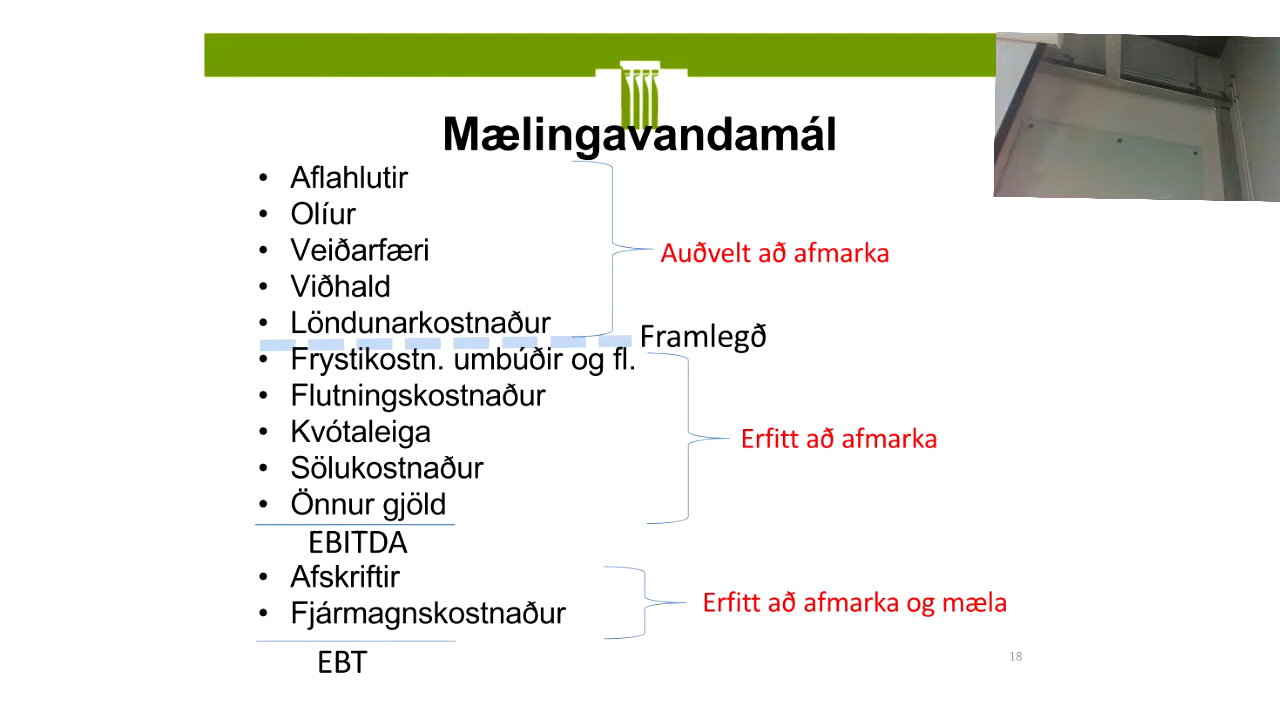 Mælingavandamál
• Aflahlutir
• Olíur
• Veiðarfæri
Auðvelt að afmarka
• Viðhald
• Löndunarkostnaður
Framlegð
• Frystikostn. umbúðir og fl.
• Flutningskostnaður
• Kvótaleiga
Erfitt að afmarka
• Sölukostnaður
• Önnur gjöld
EBITDA
• Afskriftir
Erfitt að afmarka og mæla
• Fjármagnskostnaður
EBT
18